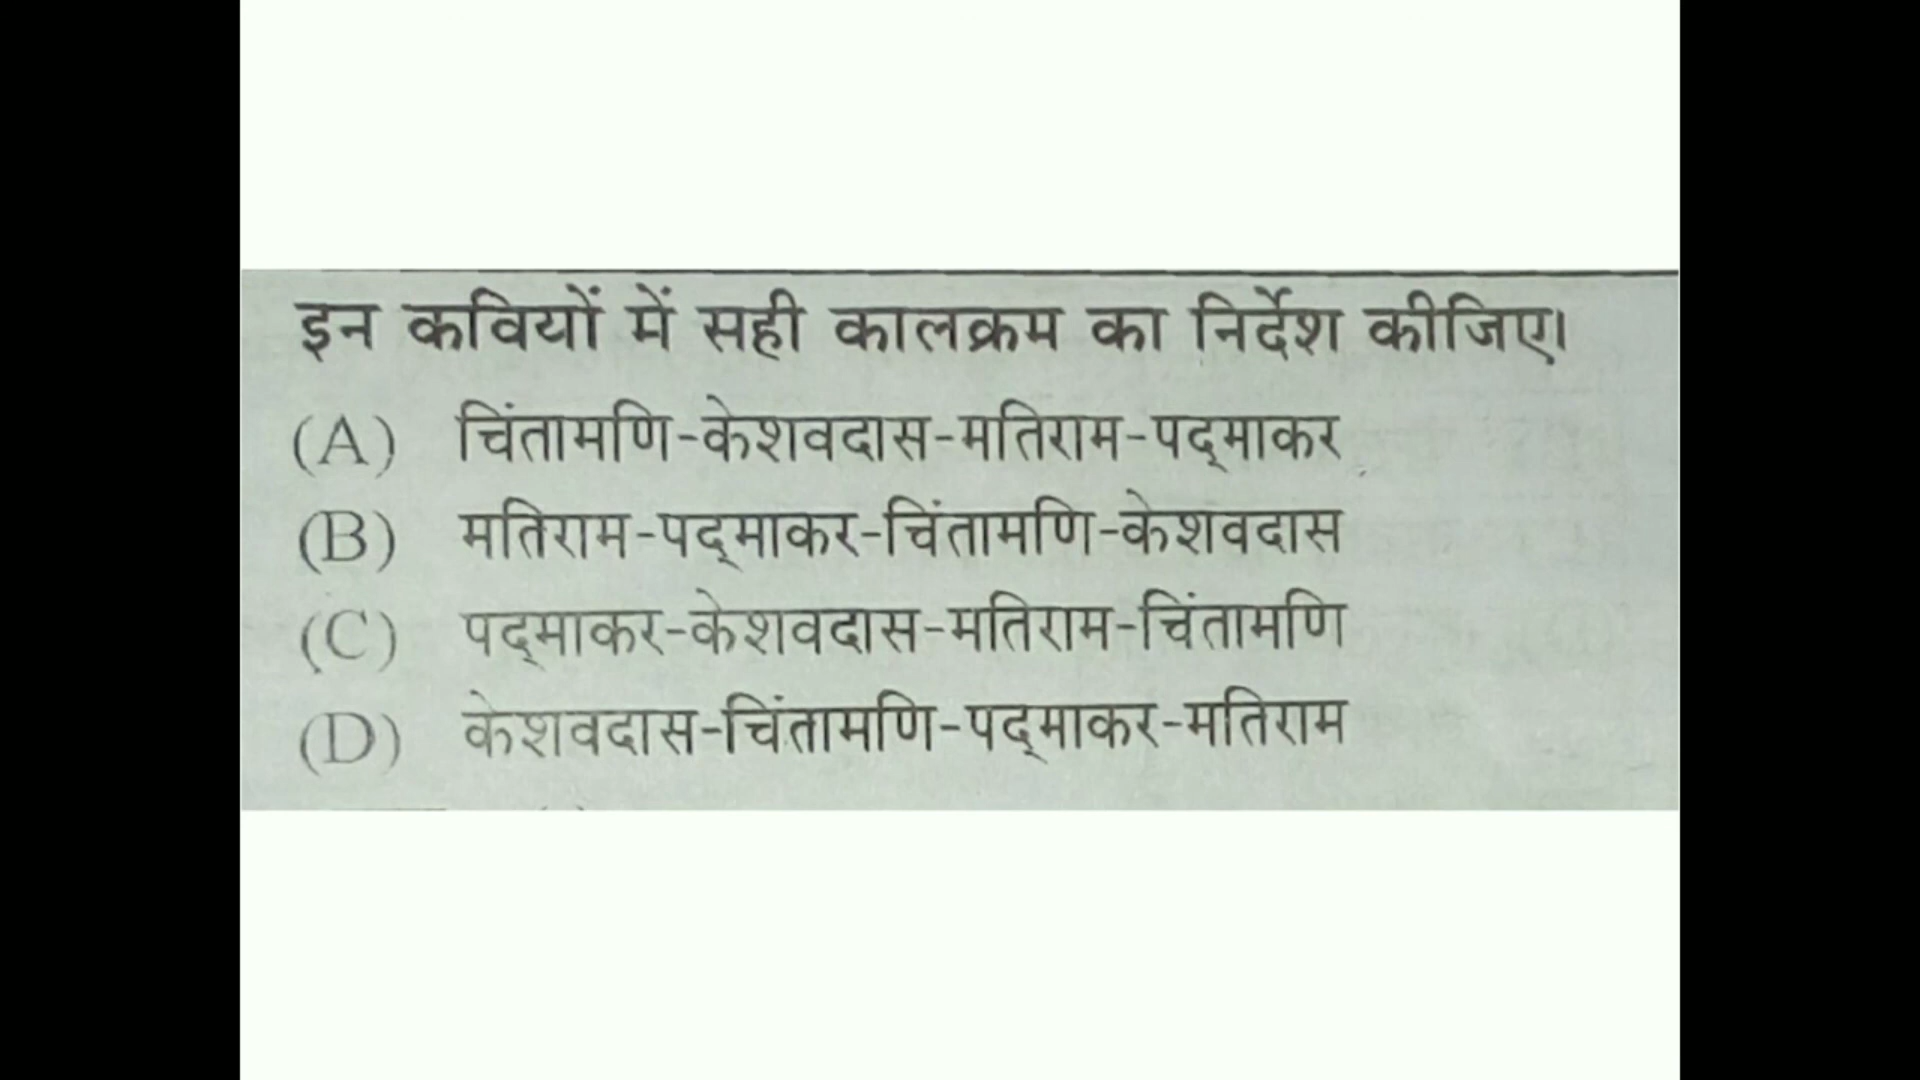 इन कवियों में सही कालक्रम का निर्देश कीजिए।
(A) चिंतामणि-केशवदास-मतिराम-पद्‌माकर
(B) मतिराम-पद्‌माकर-चिंतामणि-केशवदास
(C) पद्‌माकर-केशवदास-मतिराम-चिंतामणि
(D) केशवदास-चिंतामणि-पद्‌माकर-मतिराम